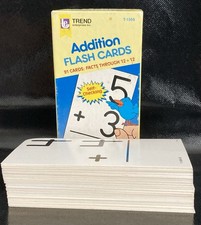 TREND
Addition
FLASH CARDS
91 CARDS, FACTS THROUGH 12 + 12
Self-
Checking
5
+ 3